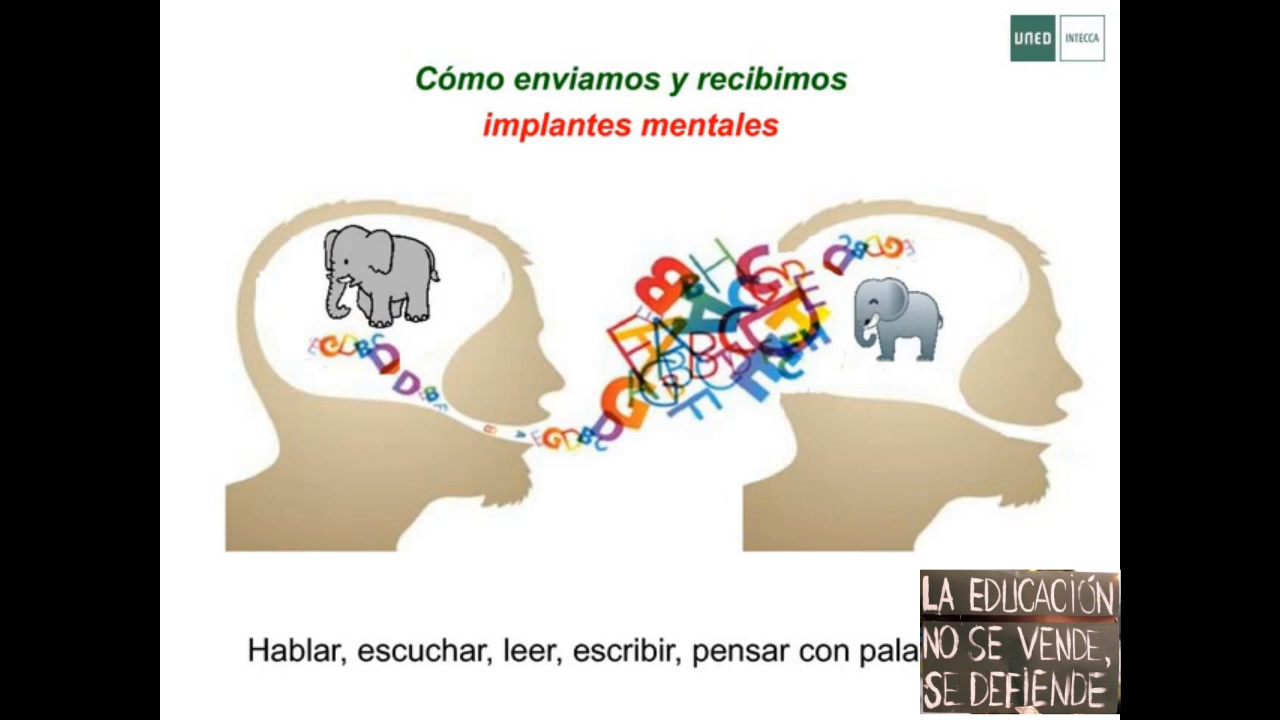 UNED INTECCA
Cómo enviamos y recibimos
implantes mentales
Hablar, escuchar, leer, escribir, pensar con pala
LA EDUCACIÓN
NO SE VENDE,
SE DEFIENDE